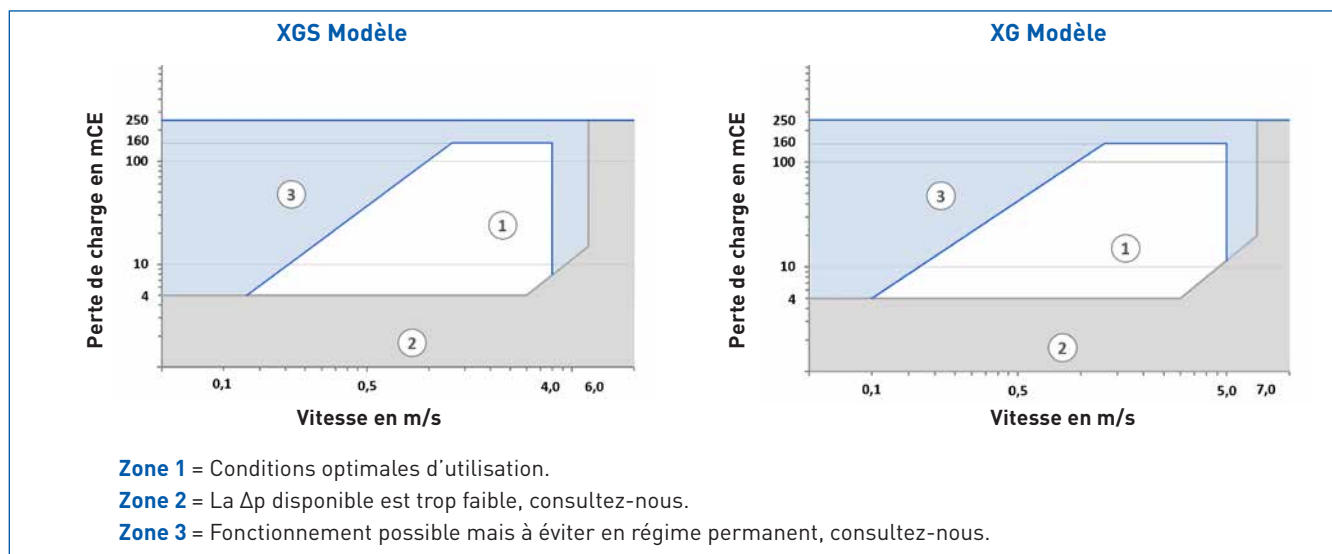 XGS Modèle
Perte de charge en mCE
250
160
100
10
4
3
1
2
0,1
0,5
4,0
6,0
Vitesse en m/s
XG Modèle
Perte de charge en mCE
250
160
100
10
4
3
1
2
0,1
0,5
5,0
7,0
Vitesse en m/s
Zone 1 = Conditions optimales d’utilisation.
Zone 2 = La Δp disponible est trop faible, consultez-nous.
Zone 3 = Fonctionnement possible mais à éviter en régime permanent, consultez-nous.